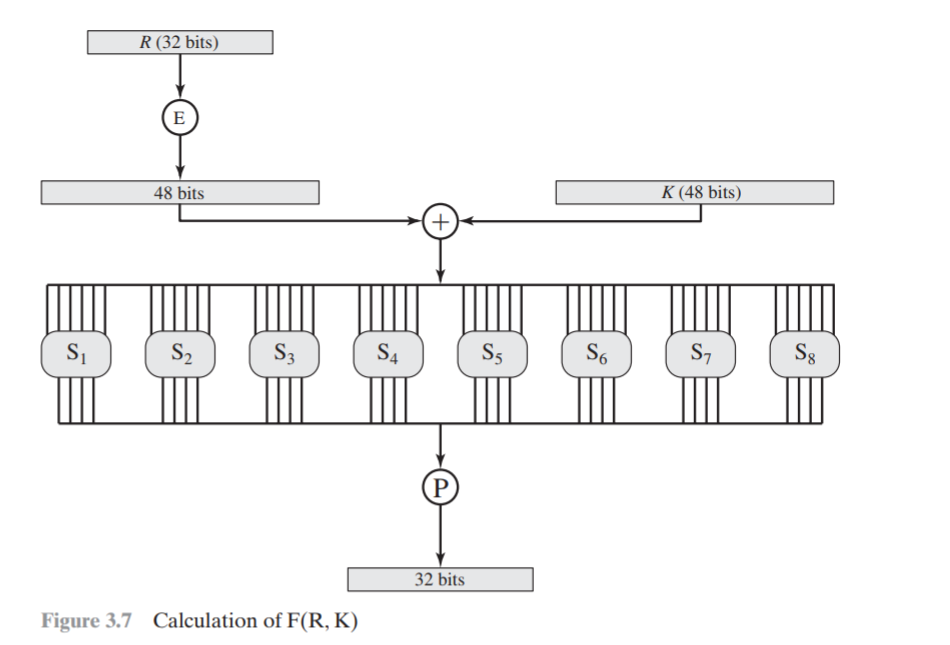 R (32 bits)
E
48 bits
K (48 bits)
+
S1 S2 S3 S4 S5 S6 S7 S8
P
32 bits
Figure 3.7 Calculation of F(R, K)